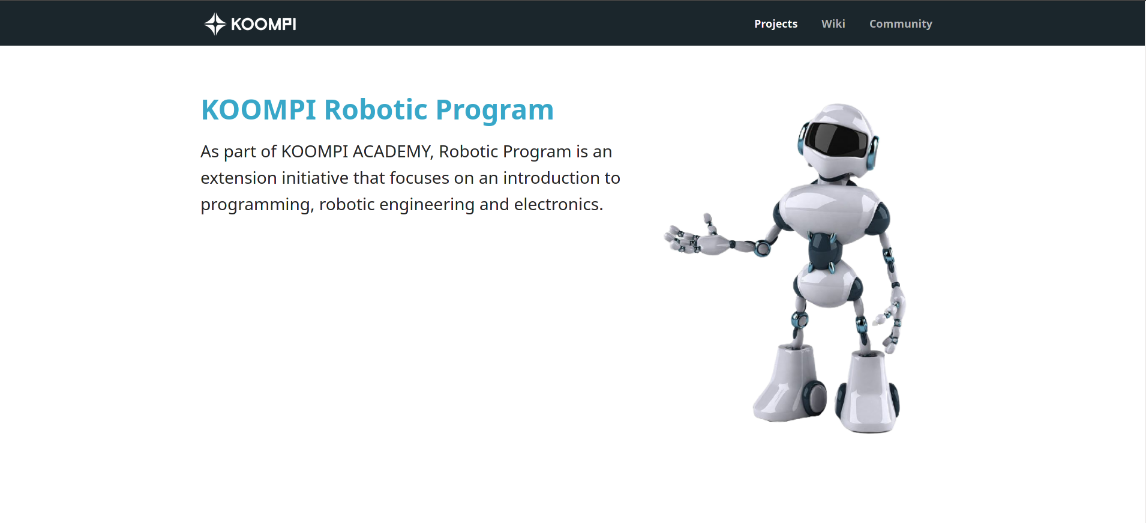 KOOMPI
Projects Wiki Community
KOOMPI Robotic Program
As part of KOOMPI ACADEMY, Robotic Program is an
extension initiative that focuses on an introduction to
programming, robotic engineering and electronics.